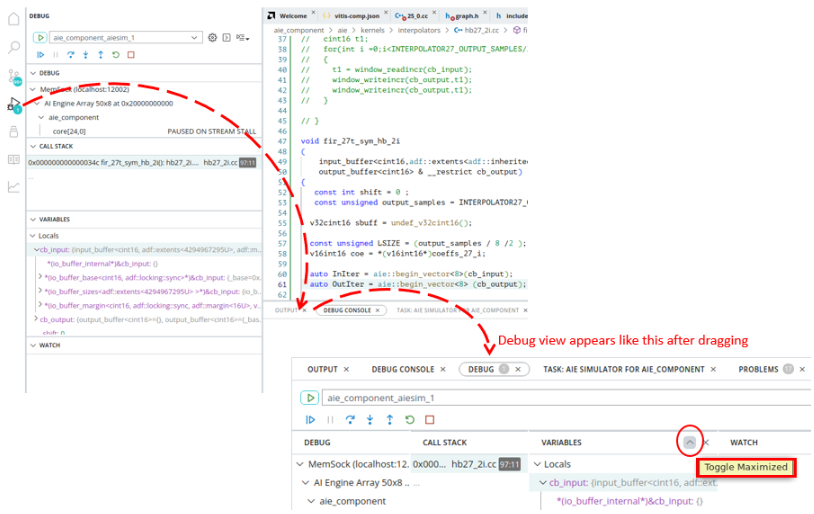 DEBUG
aie_component_aiesim_1
DEBUG
MemSock (localhost:12002)
AI Engine Array 50x8 at 0x20000000000
aie_component
core[24,0] PAUSED ON STREAM STALL
CALL STACK
0x000000000000034c fir_27t_sym_hb_2i(): hb27_2i.... hb27_2i.cc 97:11
...
VARIABLES
Locals
cb_input: {input_buffer<cint16, adf::extents<4294967295U>, adf::m...
*(io_buffer_internal*)&cb_input: {}
*(io_buffer_base<cint16, adf::locking::sync>*)&cb_input: {_base=0x...
*(io_buffer_sizes<adf::extents<4294967295U> >*)&cb_input: {io_b...
*(io_buffer_margin<cint16, adf::locking::sync, adf::margin<16U>, v...
cb_output: {output_buffer<cint16>={}, output_buffer<cint16>={_bas...
shift: 0
WATCH
Welcome vitis-comp.json 25_0.cc graph.h include
aie_component > aie > kernels > interpolators > hb27_2i.cc > fi
37 // cint16 t1;
38 // for(int i =0;i<INTERPOLATOR27_OUTPUT_SAMPLES/
39 // {
40 // t1 = window_readincr(cb_input);
41 // window_writeincr(cb_output,t1);
42 // window_writeincr(cb_output,t1);
43 // }
44
45 // }
46
47 void fir_27t_sym_hb_2i
48 (
49 input_buffer<cint16,adf::extents<adf::inherite
50 output_buffer<cint16> & __restrict cb_output)
51 {
52 const int shift = 0 ;
53 const unsigned output_samples = INTERPOLATOR27_O
54
55 v32cint16 sbuff = undef_v32cint16();
56
57 const unsigned LSIZE = (output_samples / 8 /2 );
58 v16int16 coe = *(v16int16*)coeffs_27_i;
59
60 auto InIter = aie::begin_vector<8>(cb_input);
61 auto OutIter = aie::begin_vector<8> (cb_output);
62
OUTPUT DEBUG CONSOLE TASK: AIE SIMULATOR FOR AIE_COMPONENT
Debug view appears like this after dragging
OUTPUT DEBUG CONSOLE DEBUG 1 TASK: AIE SIMULATOR FOR AIE_COMPONENT PROBLEMS 17
aie_component_aiesim_1
DEBUG CALL STACK VARIABLES WATCH
MemSock (localhost:12. 0x000... hb27_2i.cc 97:11 Locals
Toggle Maximized
AI Engine Array 50x8 .. ... cb_input: {input_buffer<cint16, adf::ext.
aie_component *(io_buffer_internal*)&cb_input: {}